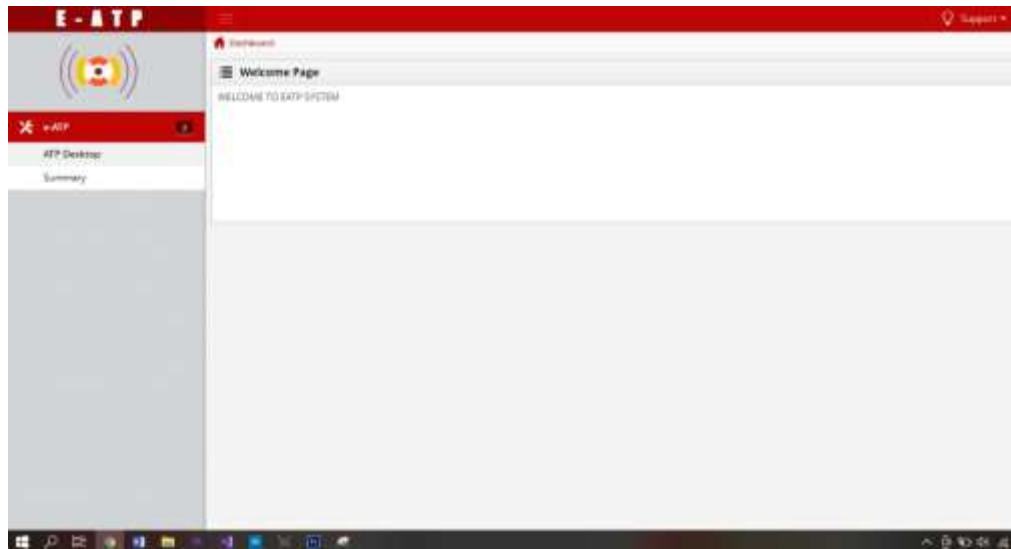 E-ATP
Support
Dashboard
Welcome Page
WELCOME TO EATP SYSTEM
e-ATP
ATP Desktop
Summary